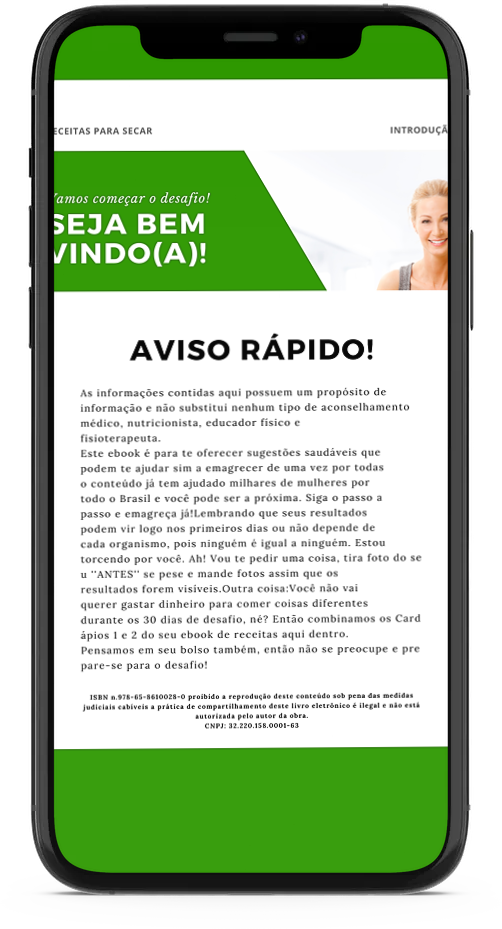 ECEITAS PARA SECAR
INTRODUÇÃ
Vamos começar o desafio!
SEJA BEM
VINDO(A)!
AVISO RÁPIDO!
As informações contidas aqui possuem um propósito de
informação e não substitui nenhum tipo de aconselhamento
médico, nutricionista, educador físico e
fisioterapeuta.
Este ebook é para te oferecer sugestões saudáveis que
podem te ajudar sim a emagrecer de uma vez por todas
o conteúdo já tem ajudado milhares de mulheres por
todo o Brasil e você pode ser a próxima. Siga o passo a
passo e emagreça já!Lembrando que seus resultados
podem vir logo nos primeiros dias ou não depende de
cada organismo, pois ninguém é igual a ninguém. Estou
torcendo por você. Ah! Vou te pedir uma coisa, tira foto do se
u ''ANTES'' se pese e mande fotos assim que os
resultados forem visíveis.Outra coisa:Você não vai
querer gastar dinheiro para comer coisas diferentes
durante os 30 dias de desafio, né? Então combinamos os Card
ápios 1 e 2 do seu ebook de receitas aqui dentro.
Pensamos em seu bolso também, então não se preocupe e pre
pare-se para o desafio!
ISBN n.978-65-8610028-0 proibido a reprodução deste conteúdo sob pena das medidas
judiciais cabíveis a prática de compartilhamento deste livro eletrônico é ilegal e não está
autorizada pelo autor da obra.
CNPJ: 32.220.158.0001-63